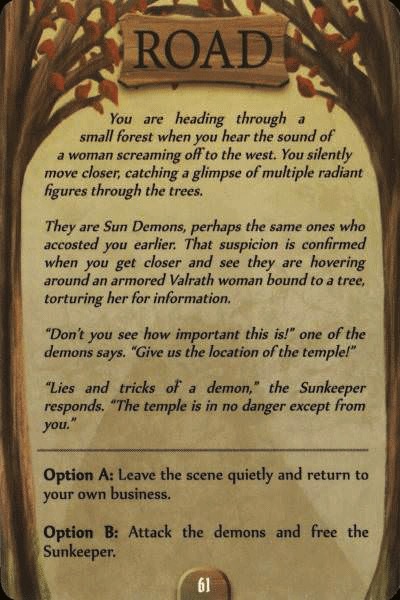 ROAD
You are heading through a
small forest when you hear the sound of
a woman screaming off to the west. You silently
move closer, catching a glimpse of multiple radiant
figures through the trees.
They are Sun Demons, perhaps the same ones who
accosted you earlier. That suspicion is confirmed
when you get closer and see they are hovering
around an armored Valrath woman bound to a tree,
torturing her for information.
“Don’t you see how important this is!” one of the
demons says. “Give us the location of the temple!”
“Lies and tricks of a demon,” the Sunkeeper
responds. “The temple is in no danger except from
you.”
Option A: Leave the scene quietly and return to
your own business.
Option B: Attack the demons and free the
Sunkeeper.
61